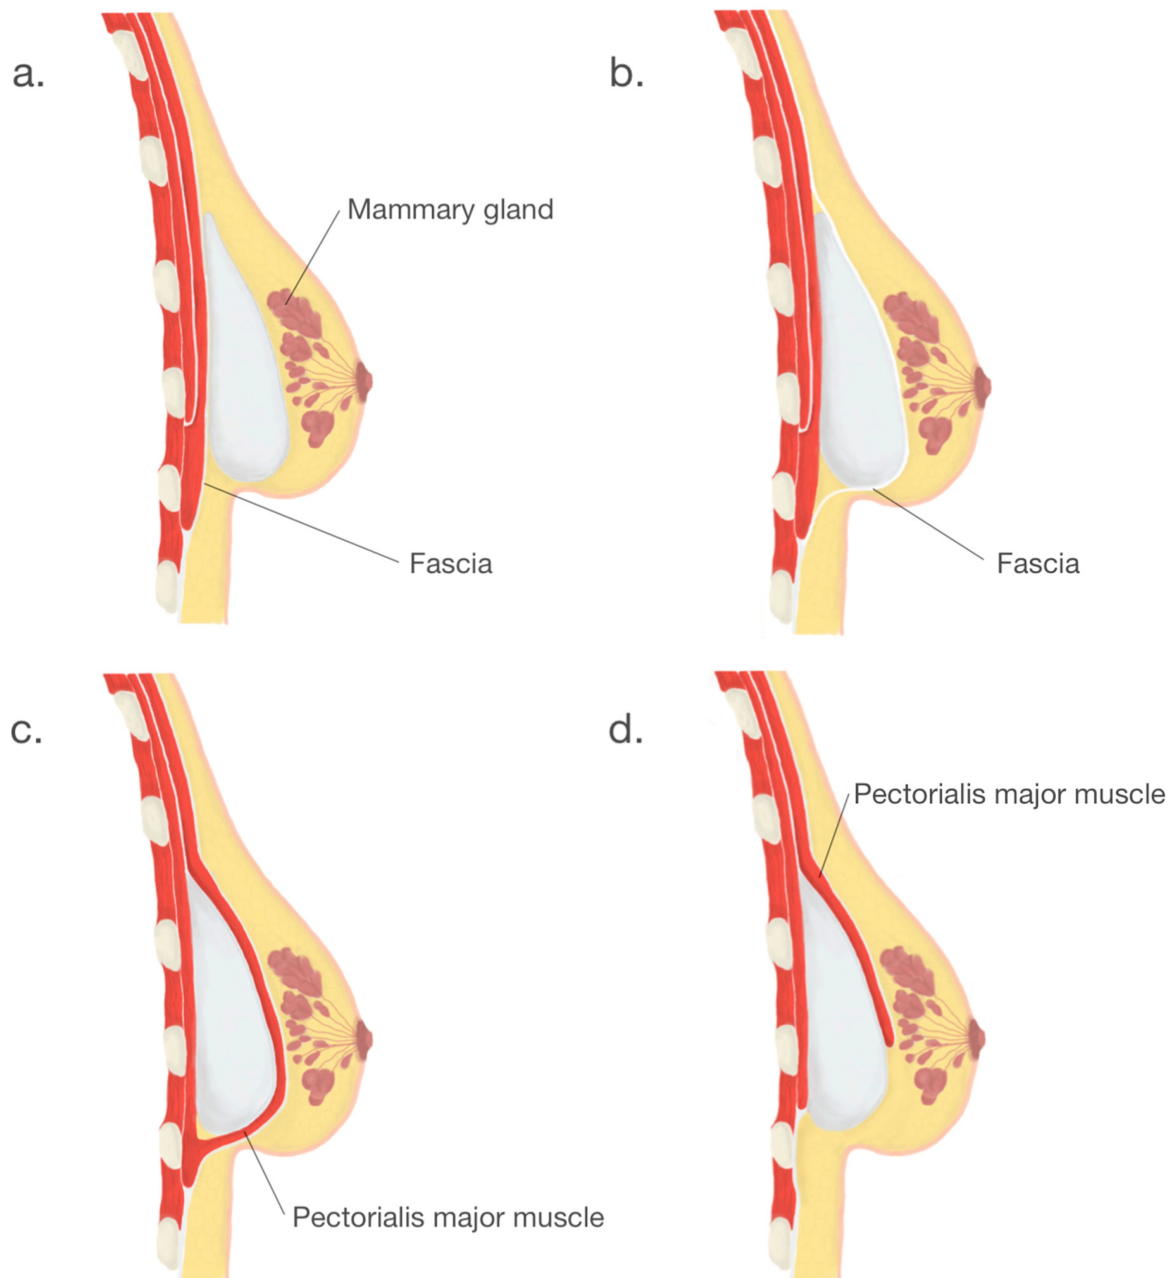 a.
b.
Mammary gland
Fascia
Fascia
c.
d.
Pectorialis major muscle
Pectorialis major muscle